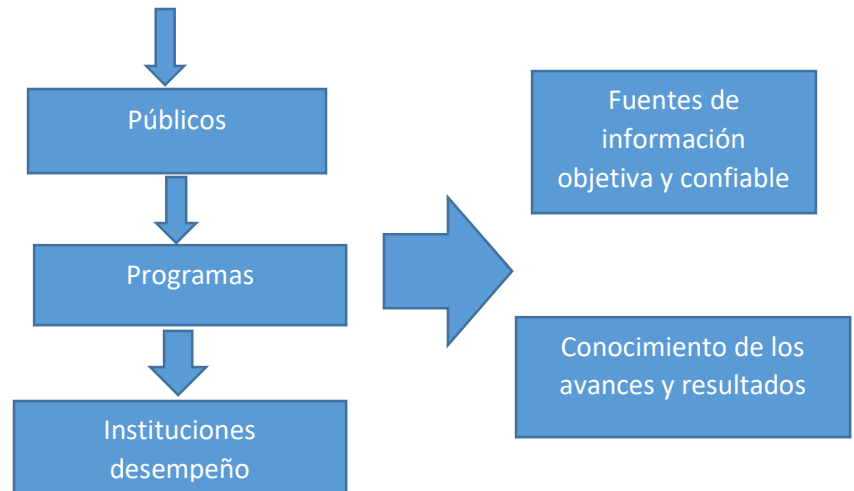 Públicos
Programas
Instituciones
desempeño
Fuentes de
información
objetiva y confiable
Conocimiento de los
avances y resultados